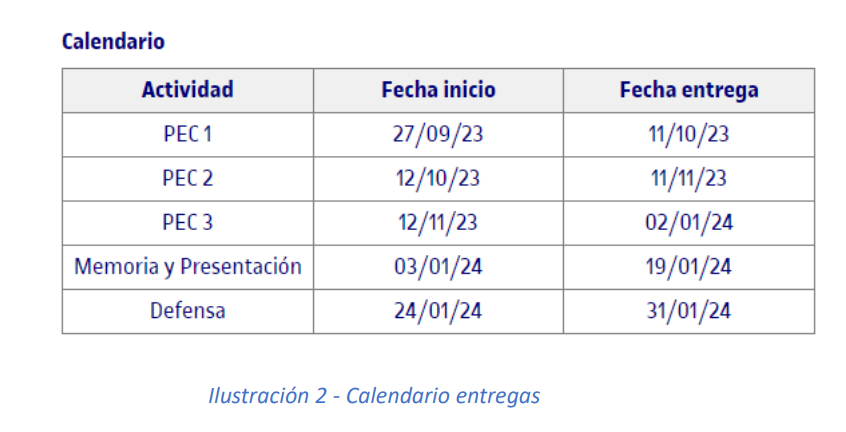 Calendario
Actividad Fecha inicio Fecha entrega
PEC 1 27/09/23 11/10/23
PEC 2 12/10/23 11/11/23
PEC 3 12/11/23 02/01/24
Memoria y Presentación 03/01/24 19/01/24
Defensa 24/01/24 31/01/24
Ilustración 2 - Calendario entregas